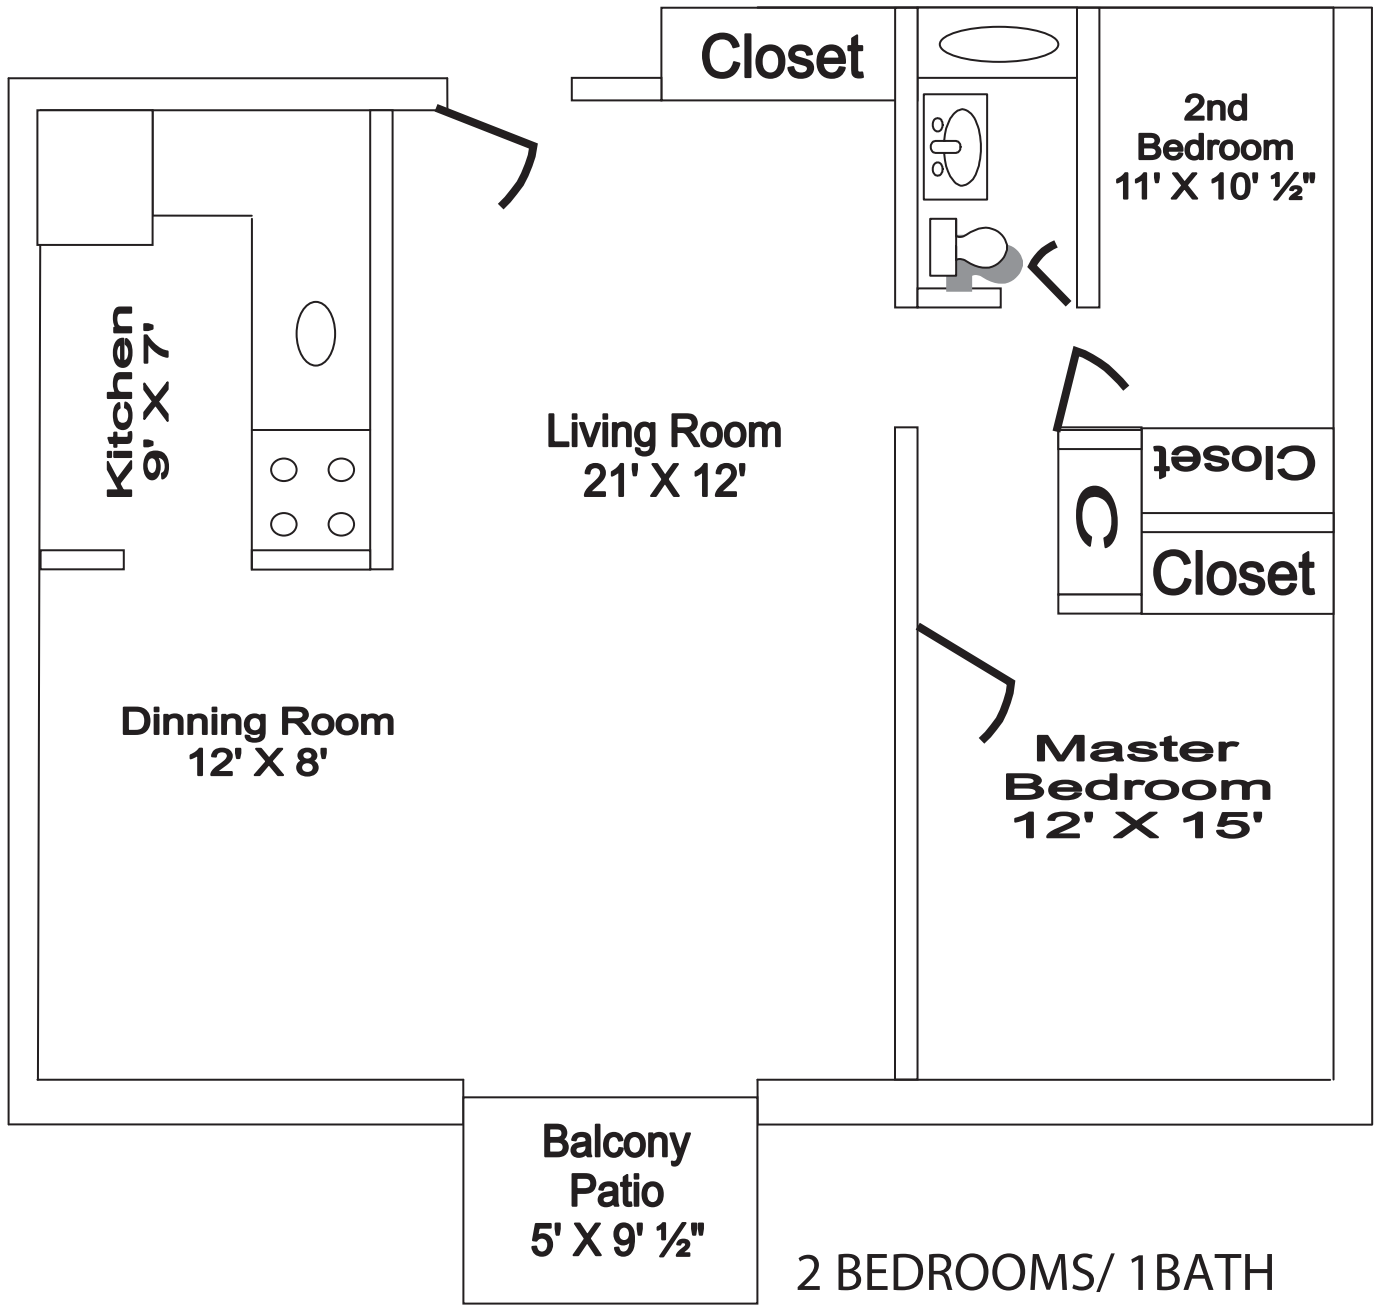 Closet
2nd
Bedroom
11' X 10' ½"
Kitchen
9' X 7'
Living Room
21' X 12'
Closet
C
Closet
Dinning Room
12' X 8'
Master
Bedroom
12' X 15'
Balcony
Patio
5' X 9' ½"
2 BEDROOMS/ 1BATH